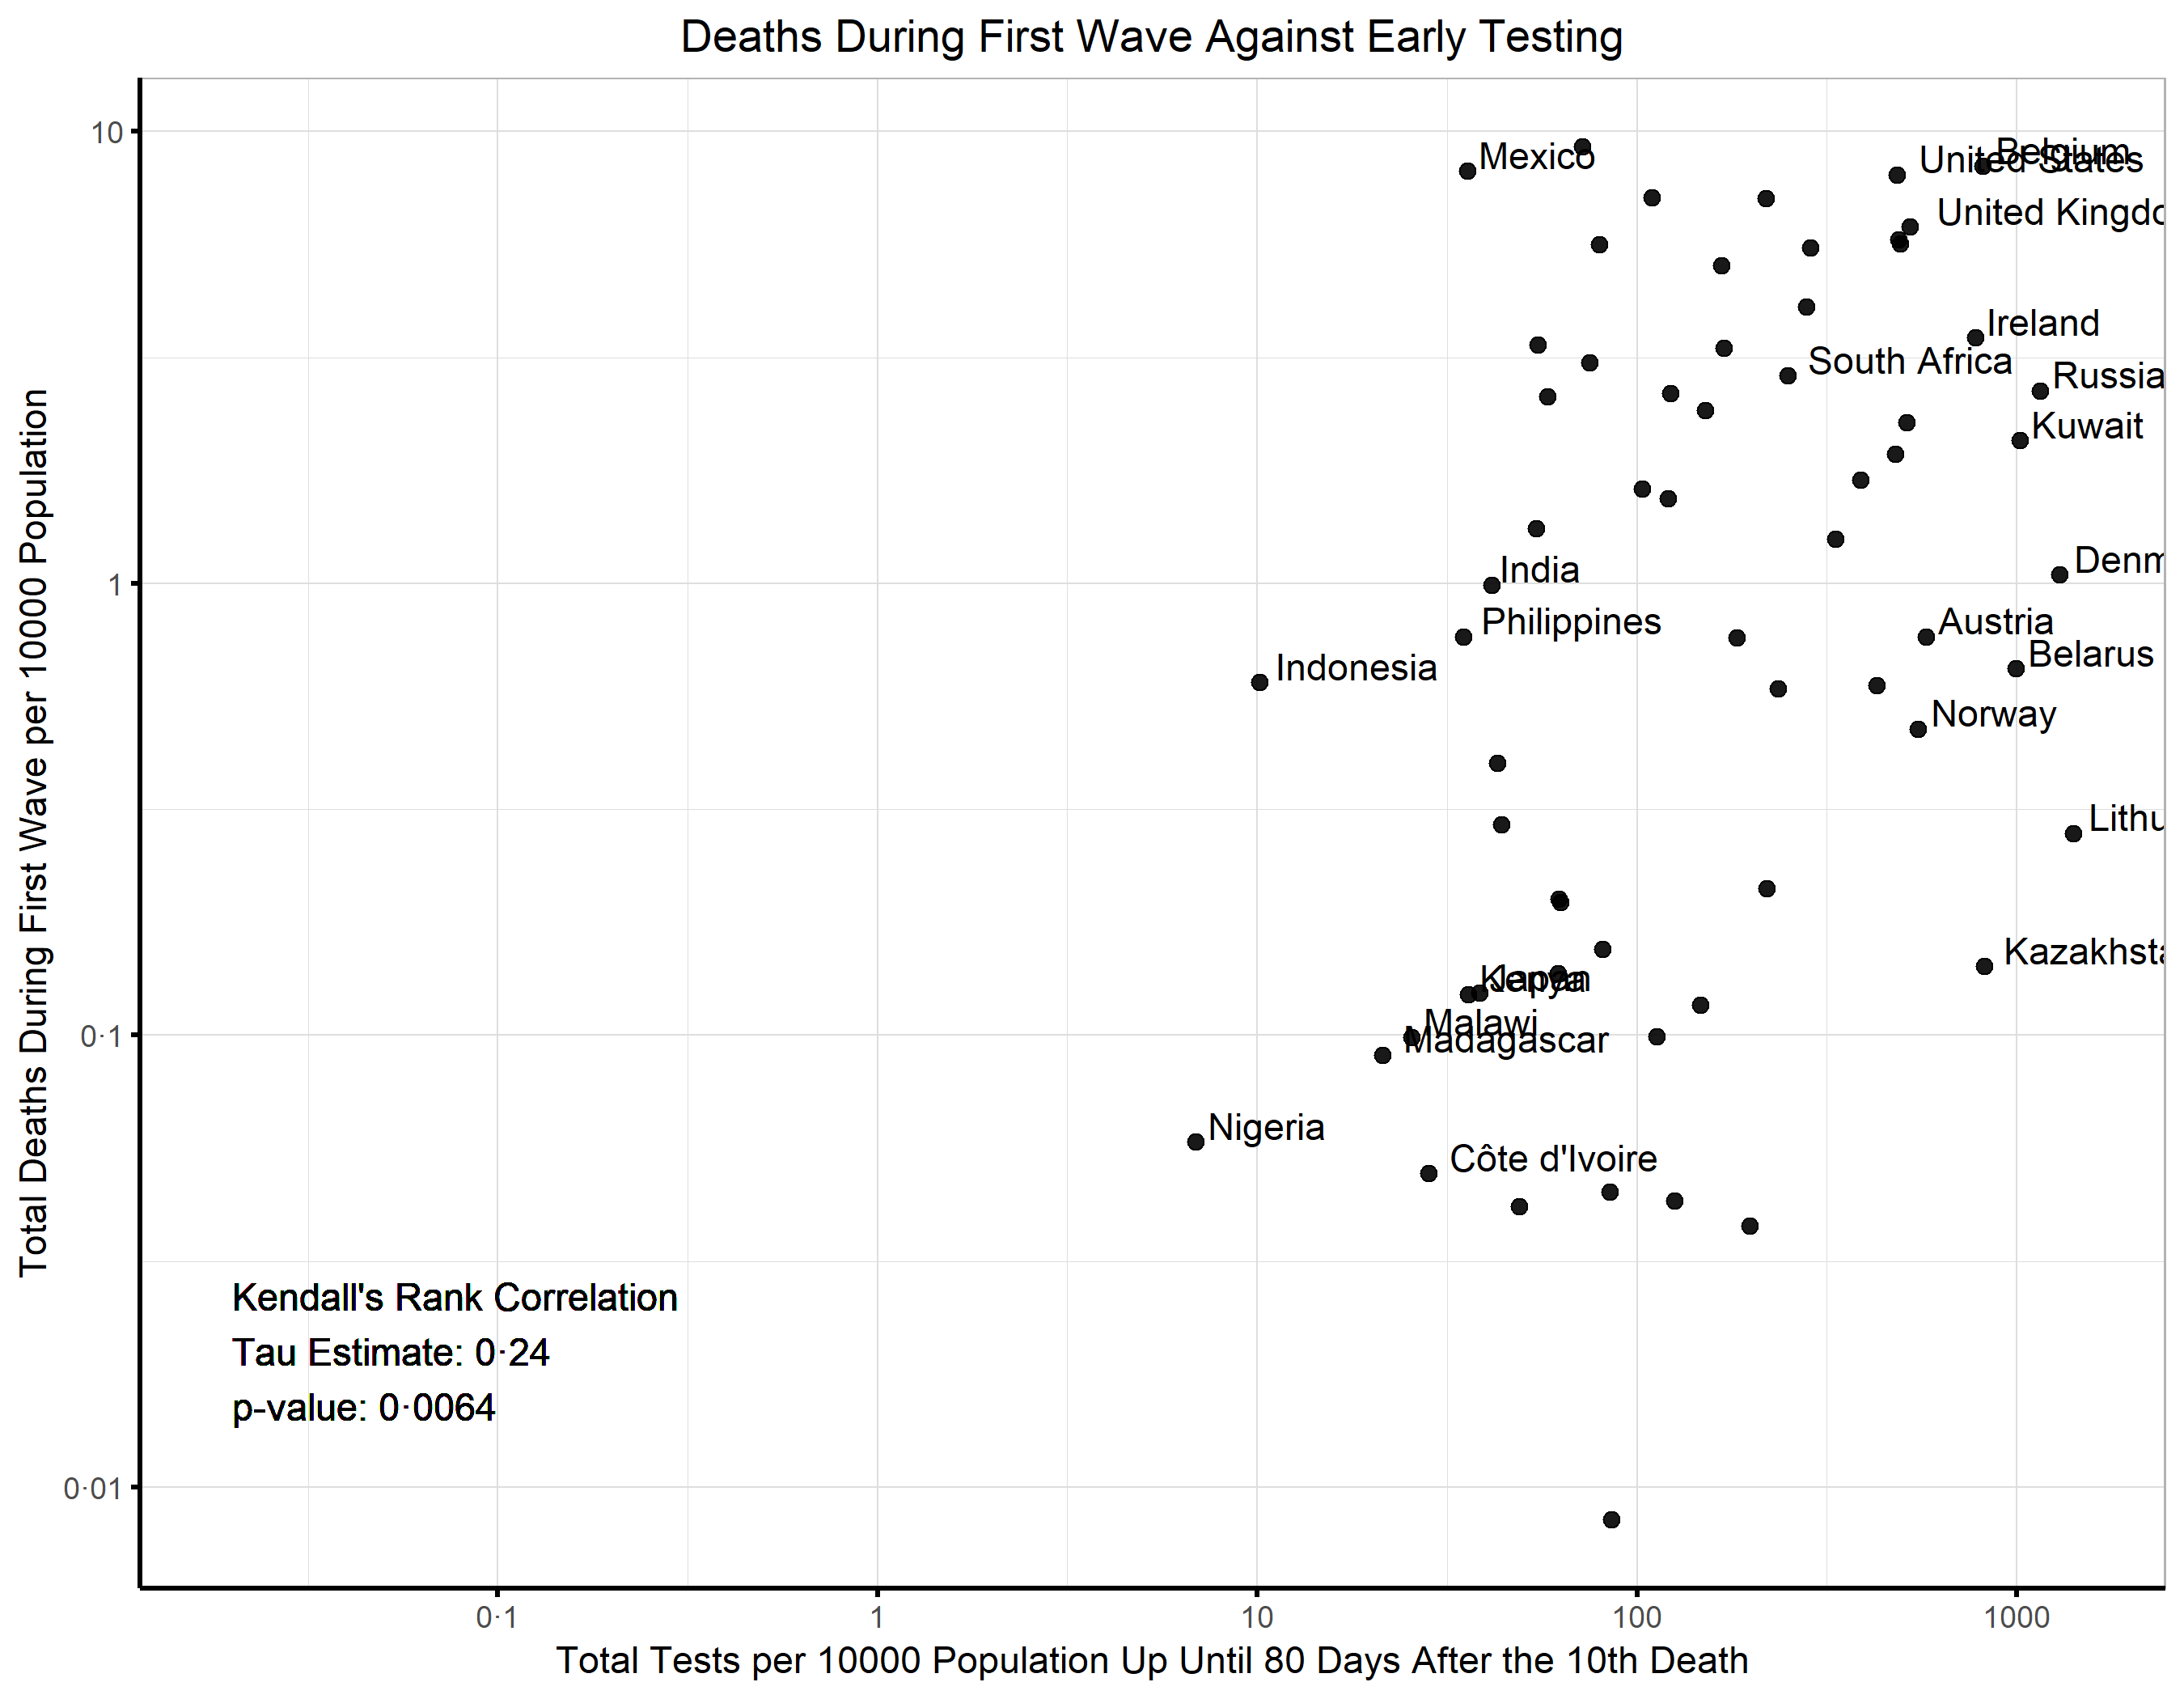 Deaths During First Wave Against Early Testing
Total Deaths During First Wave per 10000 Population
10
1
0·1
0·01
Mexico
Belgium
United States
United Kingdo
Ireland
South Africa
Russia
Kuwait
India
Denm
Philippines
Austria
Indonesia
Belarus
Norway
Lithu
Kazakhsta
Kenya
Japan
Malawi
Madagascar
Nigeria
Côte d'Ivoire
Kendall's Rank Correlation
Tau Estimate: 0·24
p-value: 0·0064
0·1
1
10
100
1000
Total Tests per 10000 Population Up Until 80 Days After the 10th Death